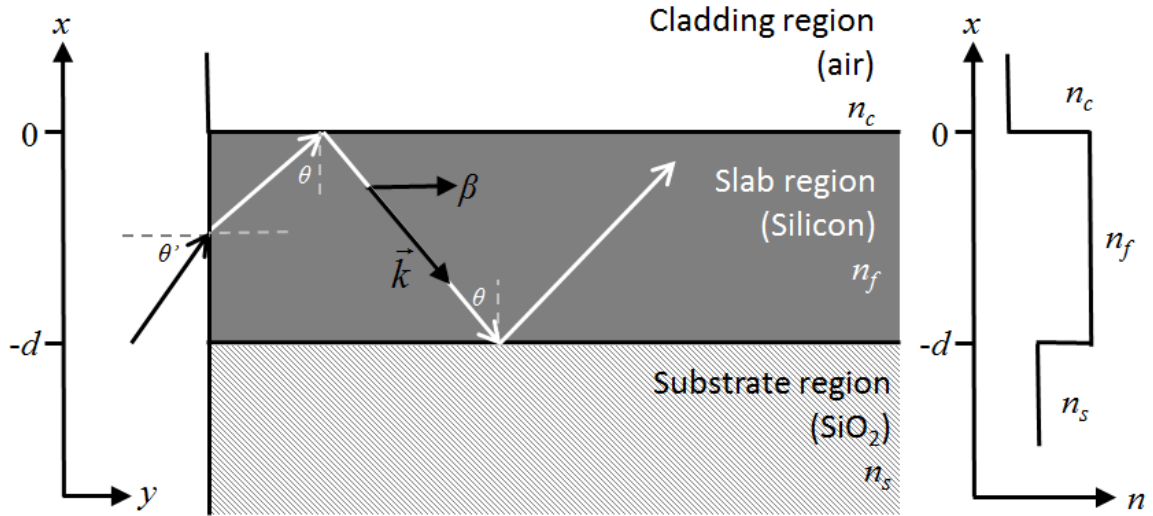 x
Cladding region
(air)
n_c
x
n_c
0
θ
β
Slab region
(Silicon)
n_f
0
n_f
θ'
k⃗
θ
-d
Substrate region
(SiO₂)
n_s
-d
n_s
y
n